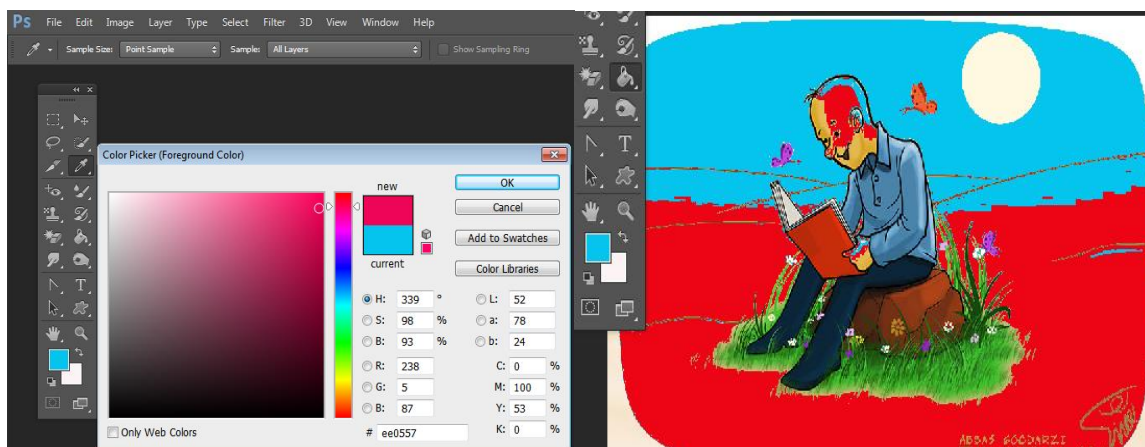 Ps File Edit Image Layer Type Select Filter 3D View Window Help
Sample Size: Point Sample Sample: All Layers Show Sampling Ring
Color Picker (Foreground Color)
new
current
OK
Cancel
Add to Swatches
Color Libraries
H: 339 ° L: 52
S: 98 % a: 78
B: 93 % b: 24
R: 238 C: 0 %
G: 5 M: 100 %
B: 87 Y: 53 %
# ee0557 K: 0 %
Only Web Colors
ABBAS GOODARZI